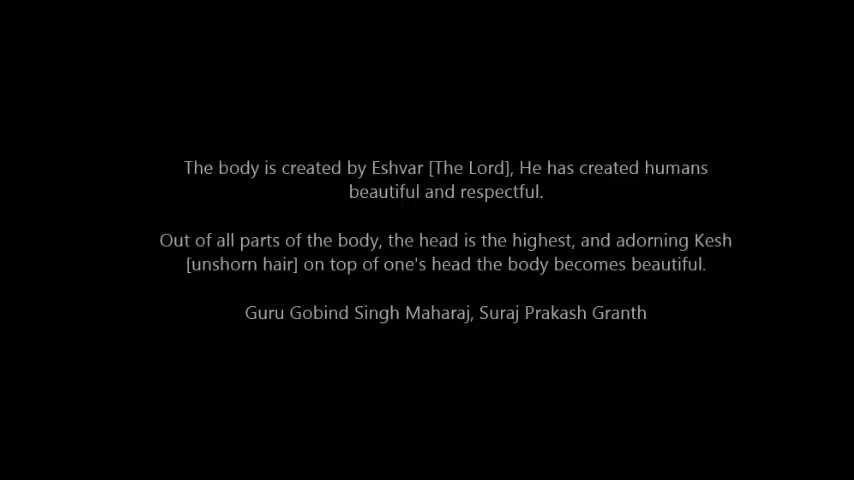 The body is created by Eshvar [The Lord], He has created humans
beautiful and respectful.
Out of all parts of the body, the head is the highest, and adorning Kesh
[unshorn hair] on top of one's head the body becomes beautiful.
Guru Gobind Singh Maharaj, Suraj Prakash Granth